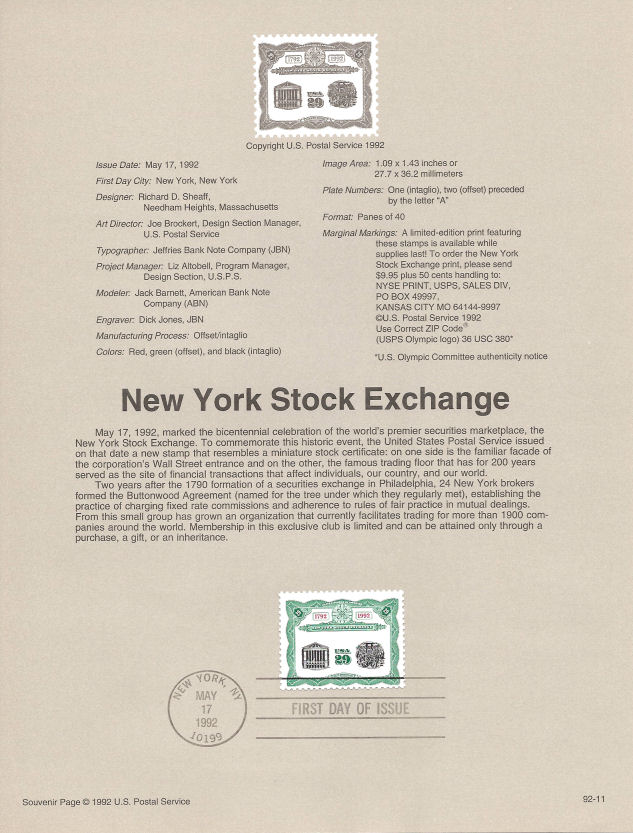 1792 1992
NEW YORK STOCK EXCHANGE
USA
29
Copyright U.S. Postal Service 1992
Issue Date: May 17, 1992
First Day City: New York, New York
Designer: Richard D. Sheaff,
Needham Heights, Massachusetts
Art Director: Joe Brockert, Design Section Manager,
U.S. Postal Service
Typographer: Jeffries Bank Note Company (JBN)
Project Manager: Liz Altobell, Program Manager,
Design Section, U.S.P.S.
Modeler: Jack Barnett, American Bank Note
Company (ABN)
Engraver: Dick Jones, JBN
Manufacturing Process: Offset/intaglio
Colors: Red, green (offset), and black (intaglio)
Image Area: 1.09 x 1.43 inches or
27.7 x 36.2 millimeters
Plate Numbers: One (intaglio), two (offset) preceded
by the letter "A"
Format: Panes of 40
Marginal Markings: A limited-edition print featuring
these stamps is available while
supplies last! To order the New York
Stock Exchange print, please send
$9.95 plus 50 cents handling to:
NYSE PRINT, USPS, SALES DIV,
PO BOX 49997,
KANSAS CITY MO 64144-9997
©U.S. Postal Service 1992
Use Correct ZIP Code®
(USPS Olympic logo) 36 USC 380*
*U.S. Olympic Committee authenticity notice
New York Stock Exchange
May 17, 1992, marked the bicentennial celebration of the world's premier securities marketplace, the
New York Stock Exchange. To commemorate this historic event, the United States Postal Service issued
on that date a new stamp that resembles a miniature stock certificate: on one side is the familiar facade of
the corporation's Wall Street entrance and on the other, the famous trading floor that has for 200 years
served as the site of financial transactions that affect individuals, our country, and our world.
Two years after the 1790 formation of a securities exchange in Philadelphia, 24 New York brokers
formed the Buttonwood Agreement (named for the tree under which they regularly met), establishing the
practice of charging fixed rate commissions and adherence to rules of fair practice in mutual dealings.
From this small group has grown an organization that currently facilitates trading for more than 1900 com-
panies around the world. Membership in this exclusive club is limited and can be attained only through a
purchase, a gift, or an inheritance.
1792 1992
NEW YORK STOCK EXCHANGE
USA
29
NEW YORK, NY
MAY
17
1992
10199
FIRST DAY OF ISSUE
Souvenir Page © 1992 U.S. Postal Service
92-11